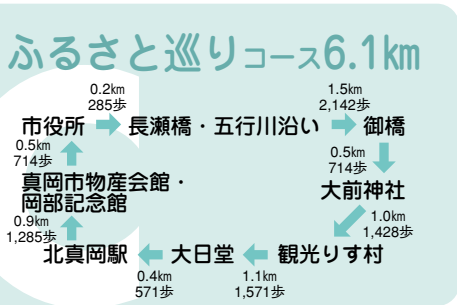 ふるさと巡りコース6.1km
0.2km
285歩
1.5km
2,142歩
市役所
長瀬橋・五行川沿い
御橋
0.5km
714歩
0.5km
714歩
真岡市物産会館・
岡部記念館
大前神社
0.9km
1,285歩
1.0km
1,428歩
北真岡駅
大日堂
観光りす村
0.4km
571歩
1.1km
1,571歩